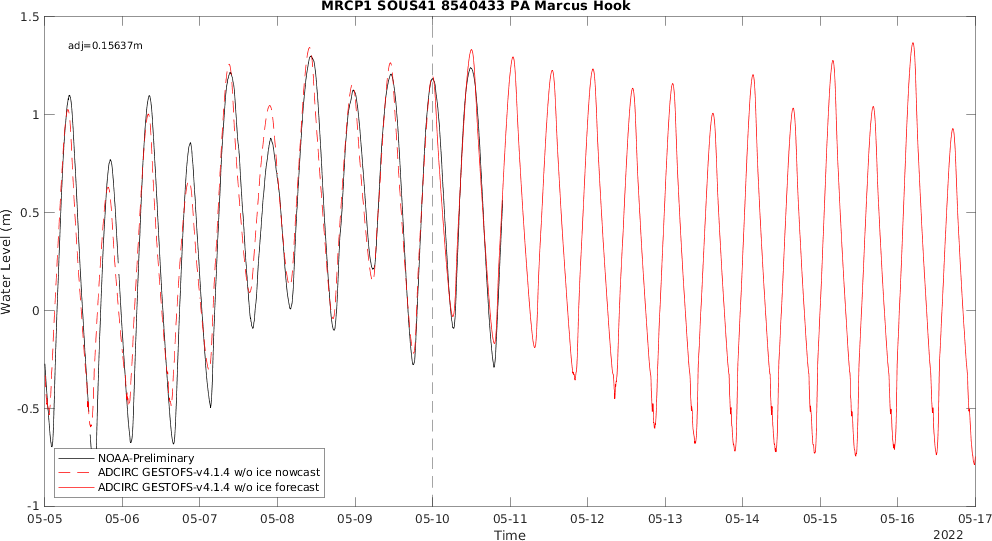 MRCP1 SOUS41 8540433 PA Marcus Hook
adj=0.15637m
1.5
1
0.5
0
-0.5
-1
Water Level (m)
NOAA-Preliminary
ADCIRC GESTOFS-v4.1.4 w/o ice nowcast
ADCIRC GESTOFS-v4.1.4 w/o ice forecast
05-05 05-06 05-07 05-08 05-09 05-10 05-11 05-12 05-13 05-14 05-15 05-16 05-17
Time
2022